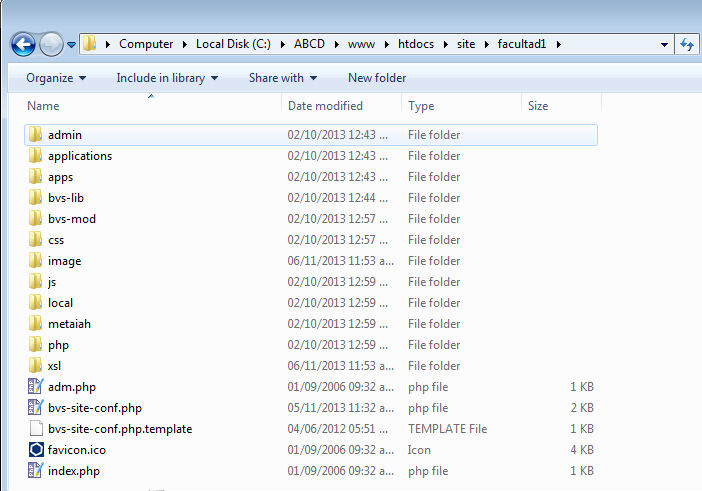 Computer Local Disk (C:) ABCD www htdocs site facultad1
Organize Include in library Share with New folder
Name Date modified Type Size
admin 02/10/2013 12:43 ... File folder
applications 02/10/2013 12:43 ... File folder
apps 02/10/2013 12:43 ... File folder
bvs-lib 02/10/2013 12:44 ... File folder
bvs-mod 02/10/2013 12:57 ... File folder
css 02/10/2013 12:57 ... File folder
image 06/11/2013 11:53 a... File folder
js 02/10/2013 12:59 ... File folder
local 02/10/2013 12:59 ... File folder
metaiah 02/10/2013 12:59 ... File folder
php 02/10/2013 12:59 ... File folder
xsl 06/11/2013 11:53 a... File folder
adm.php 01/09/2006 09:32 a... php file 1 KB
bvs-site-conf.php 05/11/2013 11:32 a... php file 2 KB
bvs-site-conf.php.template 04/06/2012 05:51 ... TEMPLATE File 1 KB
favicon.ico 01/09/2006 09:32 a... Icon 4 KB
index.php 01/09/2006 09:32 a... php file 1 KB